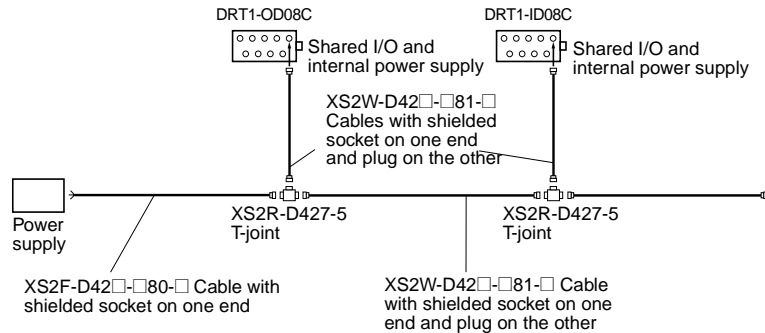 DRT1-OD08C
DRT1-ID08C
Shared I/O and
internal power supply
Shared I/O and
internal power supply
XS2W-D42□-□81-□
Cables with shielded
socket on one end
and plug on the other
Power
supply
XS2R-D427-5
T-joint
XS2R-D427-5
T-joint
XS2F-D42□-□80-□ Cable with
shielded socket on one end
XS2W-D42□-□81-□ Cable
with shielded socket on one
end and plug on the other